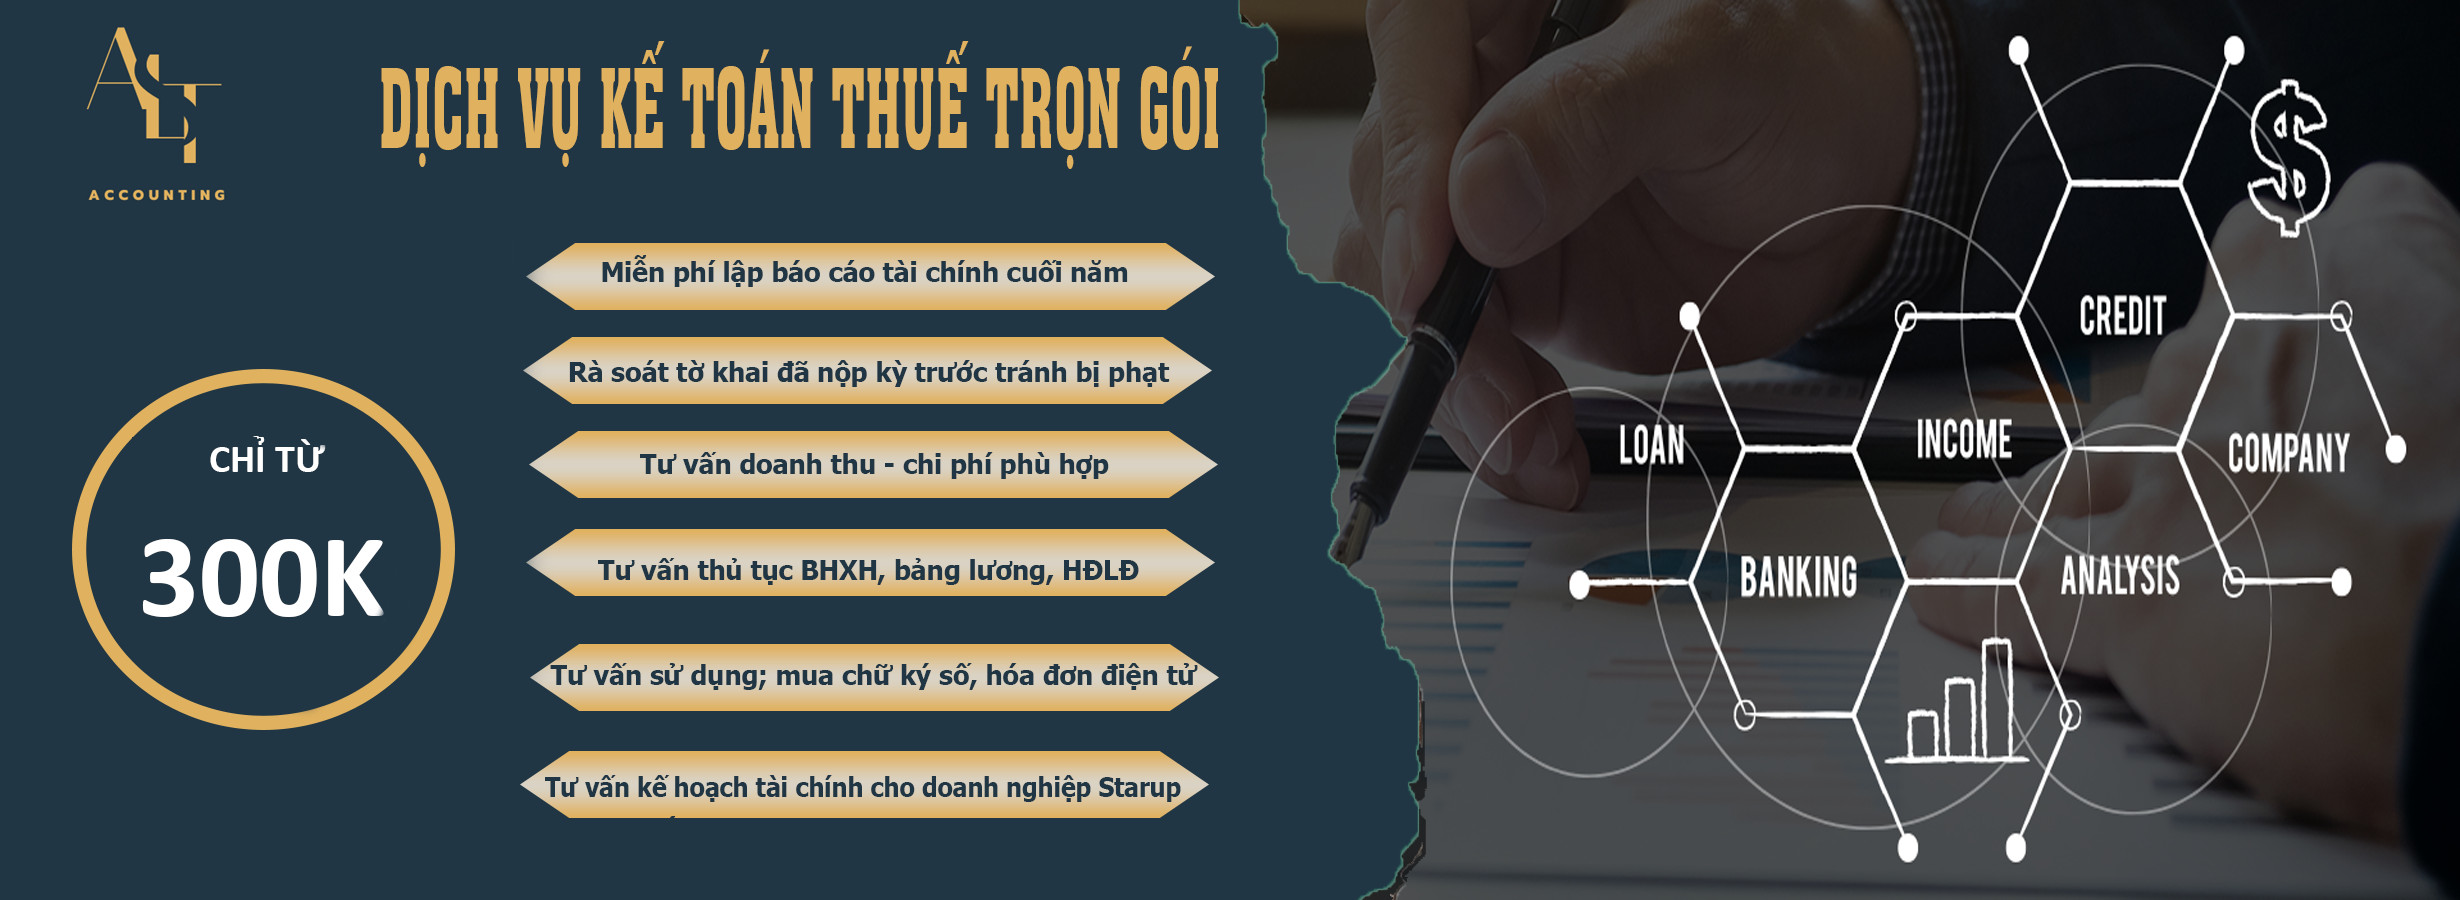 ASLT
ACCOUNTING
DỊCH VỤ KẾ TOÁN THUẾ TRỌN GÓI
CHỈ TỪ
300K
Miễn phí lập báo cáo tài chính cuối năm
Rà soát tờ khai đã nộp kỳ trước tránh bị phạt
Tư vấn doanh thu - chi phí phù hợp
Tư vấn thủ tục BHXH, bảng lương, HĐLĐ
Tư vấn sử dụng; mua chữ ký số, hóa đơn điện tử
Tư vấn kế hoạch tài chính cho doanh nghiệp Starup
$
CREDIT
LOAN
INCOME
COMPANY
BANKING
ANALYSIS